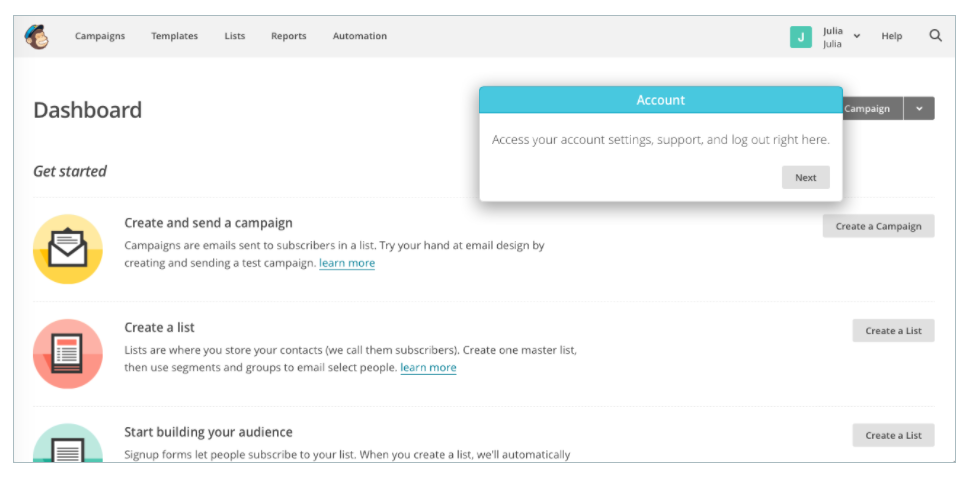 Campaigns Templates Lists Reports Automation
J Julia Help
Julia
Dashboard
Account
Access your account settings, support, and log out right here.
Next
Campaign
Get started
Create and send a campaign
Campaigns are emails sent to subscribers in a list. Try your hand at email design by
creating and sending a test campaign. learn more
Create a Campaign
Create a list
Lists are where you store your contacts (we call them subscribers). Create one master list,
then use segments and groups to email select people. learn more
Create a List
Start building your audience
Signup forms let people subscribe to your list. When you create a list, we'll automatically
Create a List